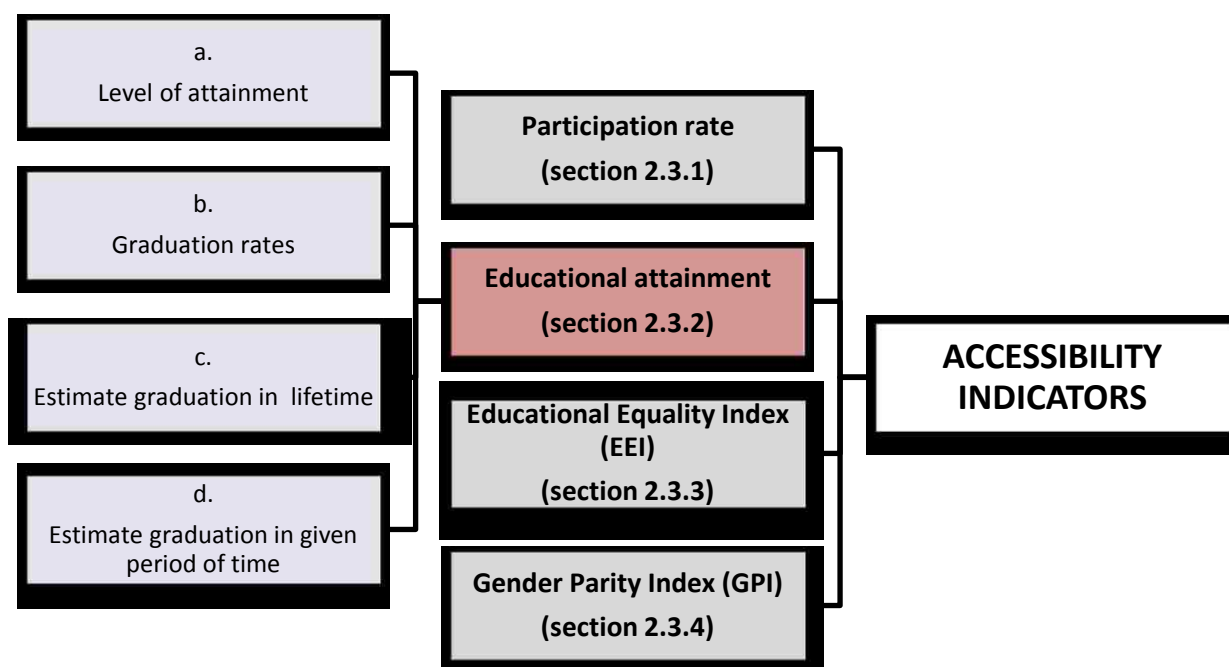 a.
Level of attainment
b.
Graduation rates
c.
Estimate graduation in  lifetime
d.
Estimate graduation in given
period of time
Participation rate
(section 2.3.1)
Educational attainment
(section 2.3.2)
Educational Equality Index
(EEI)
(section 2.3.3)
Gender Parity Index (GPI)
(section 2.3.4)
ACCESSIBILITY
INDICATORS